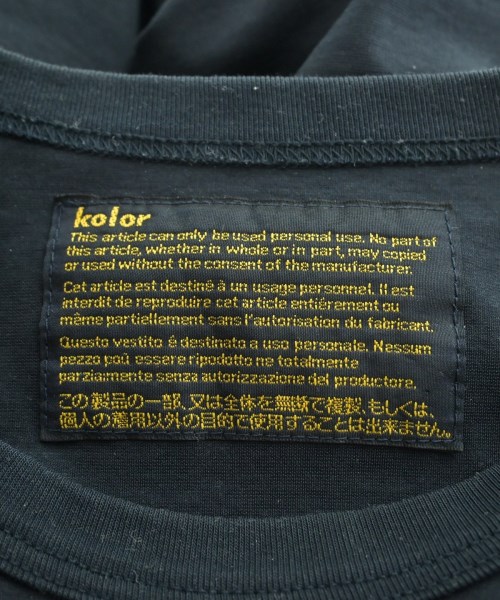 kolor
This article can only be used personal use. No part of
this article, whether in whole or in part, may copied
or used without the consent of the manufacturer.
Cet article est destiné à un usage personnel. Il est
interdit de reproduire cet article entiérement ou
même partiellement sans l'autorisation du fabricant.
Questo vestito é destinato a uso personale. Nessum
pezzo poů essere ripodotto ne totalmente
parziaimente senza autorizzazione del productore.
この製品の一部、又は全体を無断で複製、もしくは、
個人の着用以外の目的で使用することは出来ません。